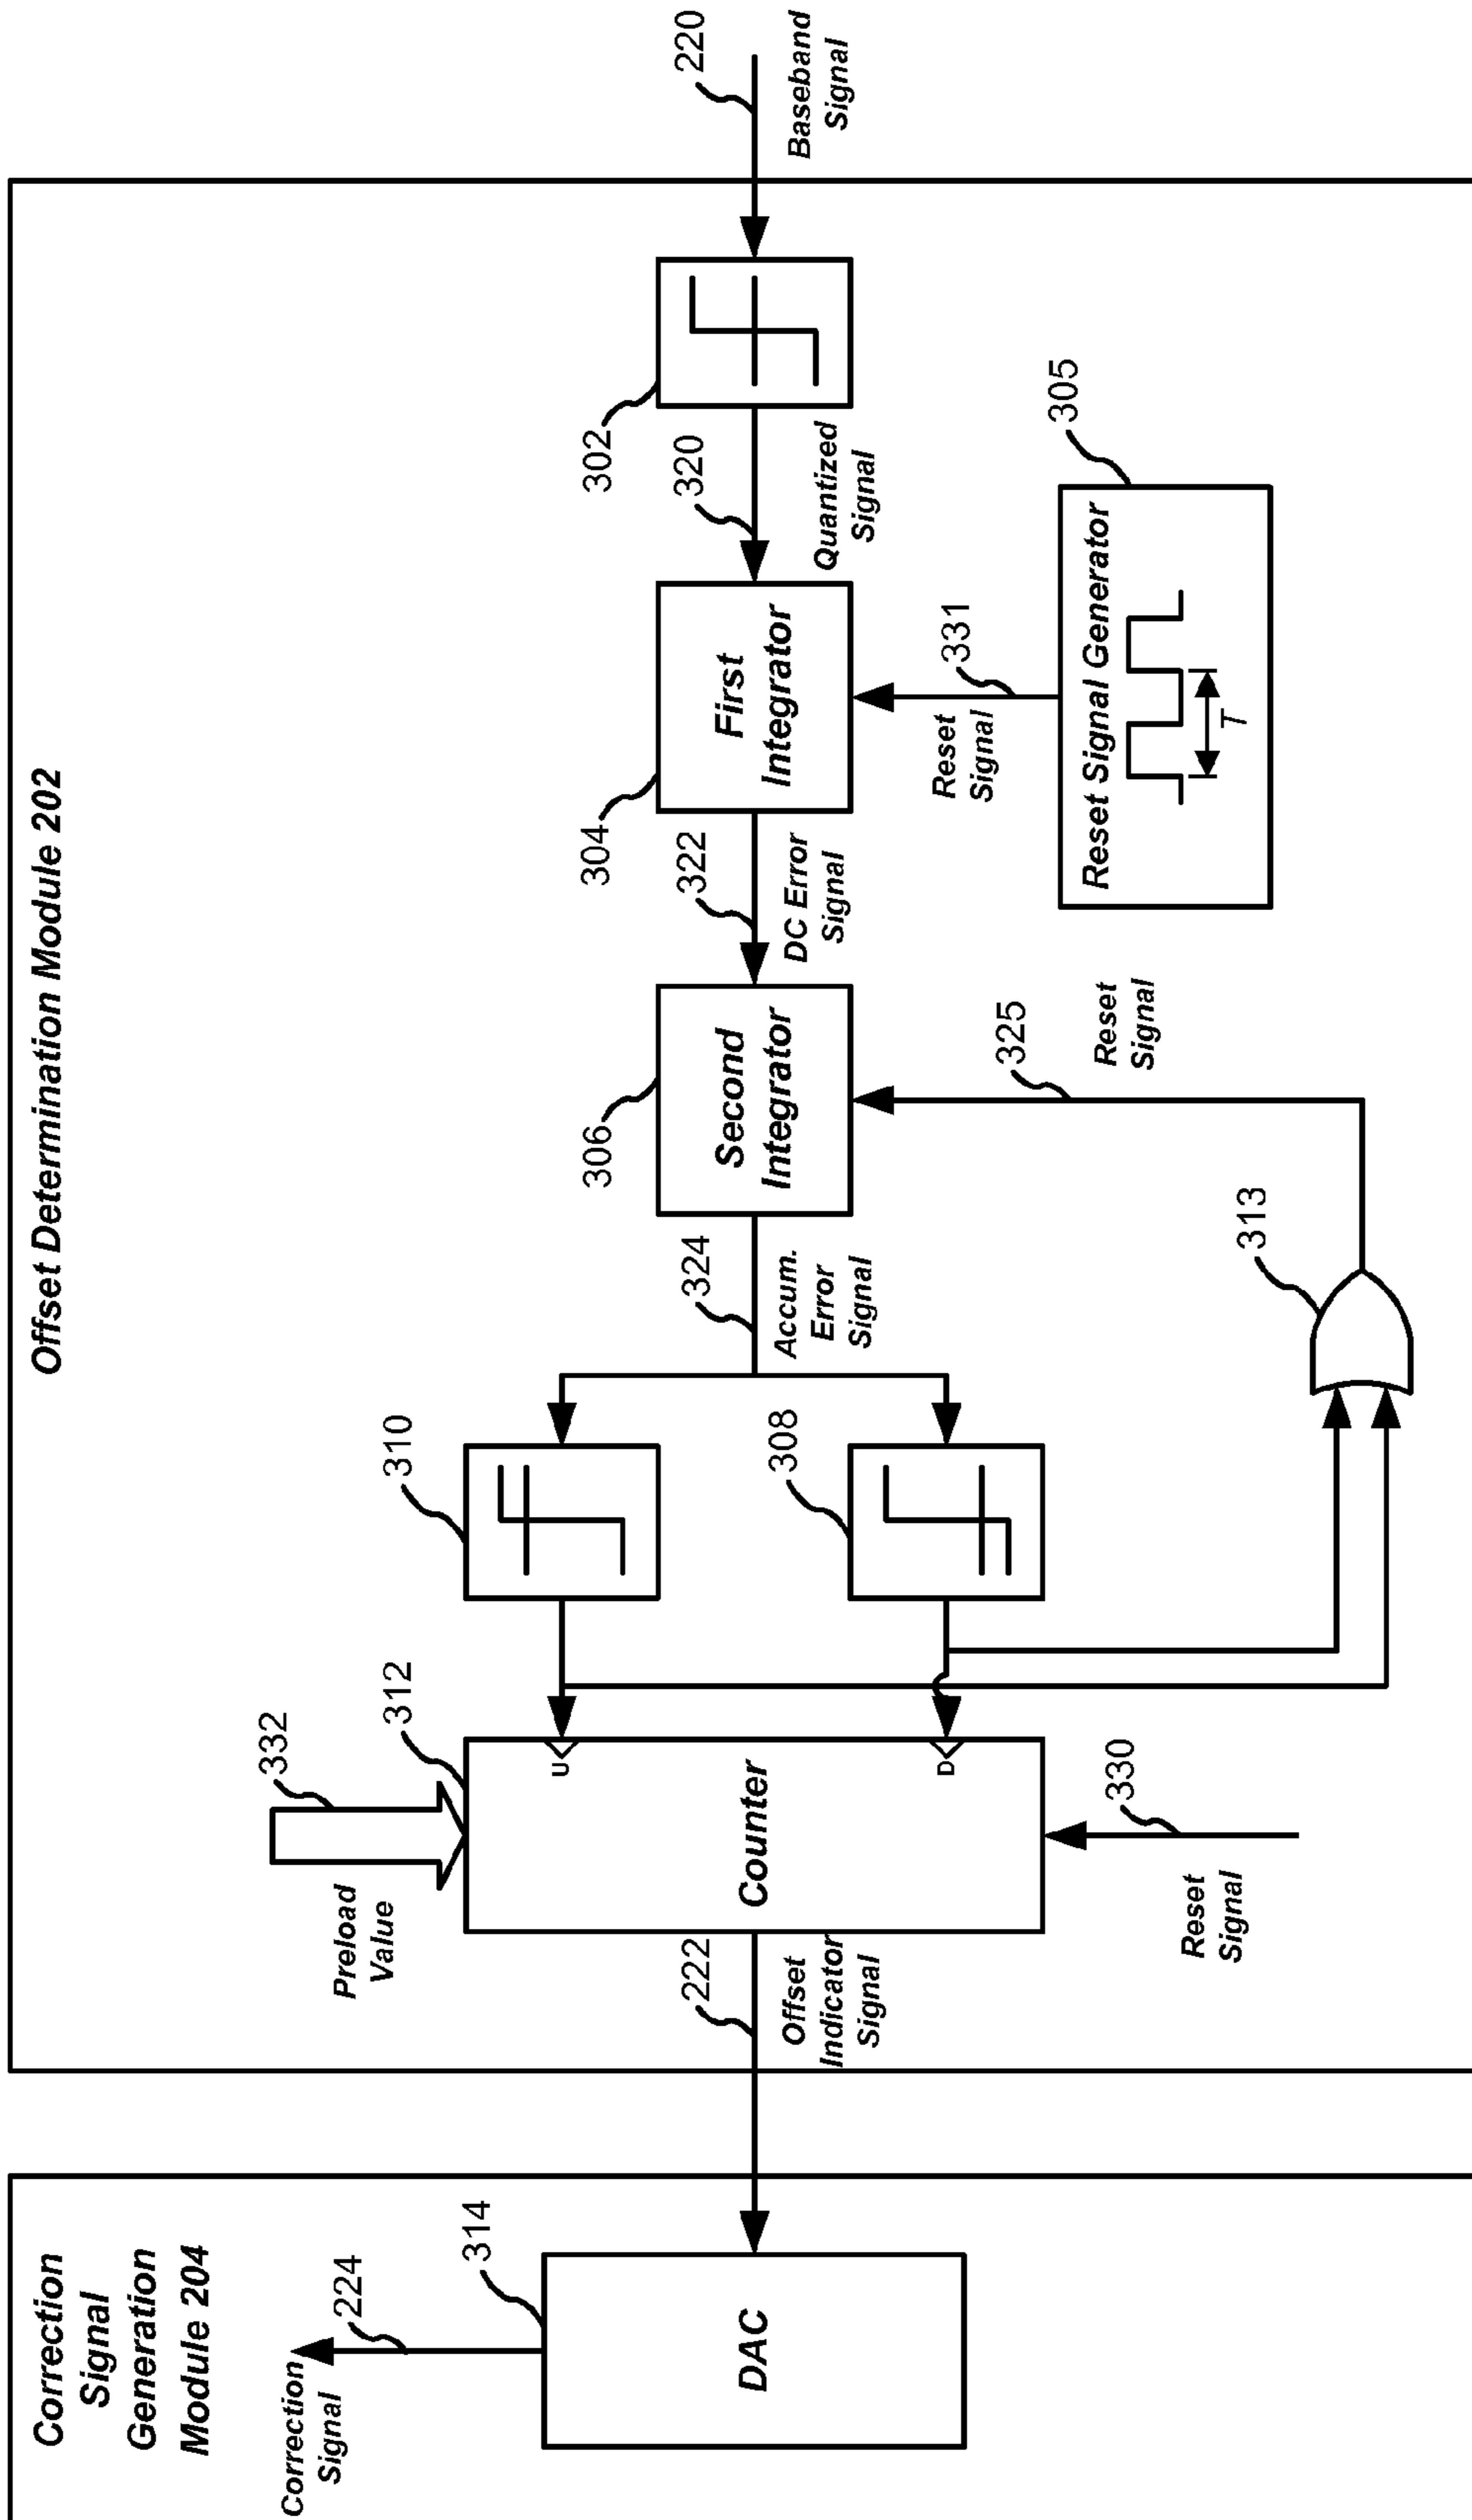 Correction
Signal
Generation
Module 204
Correction
Signal
224
314
DAC
Offset Determination Module 202
Preload
Value
332
312
310
222
Offset
Indicator
Signal
Counter
U
D
Reset
Signal
330
308
324
Accum.
Error
Signal
313
306
Second
Integrator
325
Reset
Signal
322
DC Error
Signal
304
First
Integrator
Reset
Signal
331
Reset Signal Generator
T
305
320
Quantized
Signal
302
220
Baseband
Signal